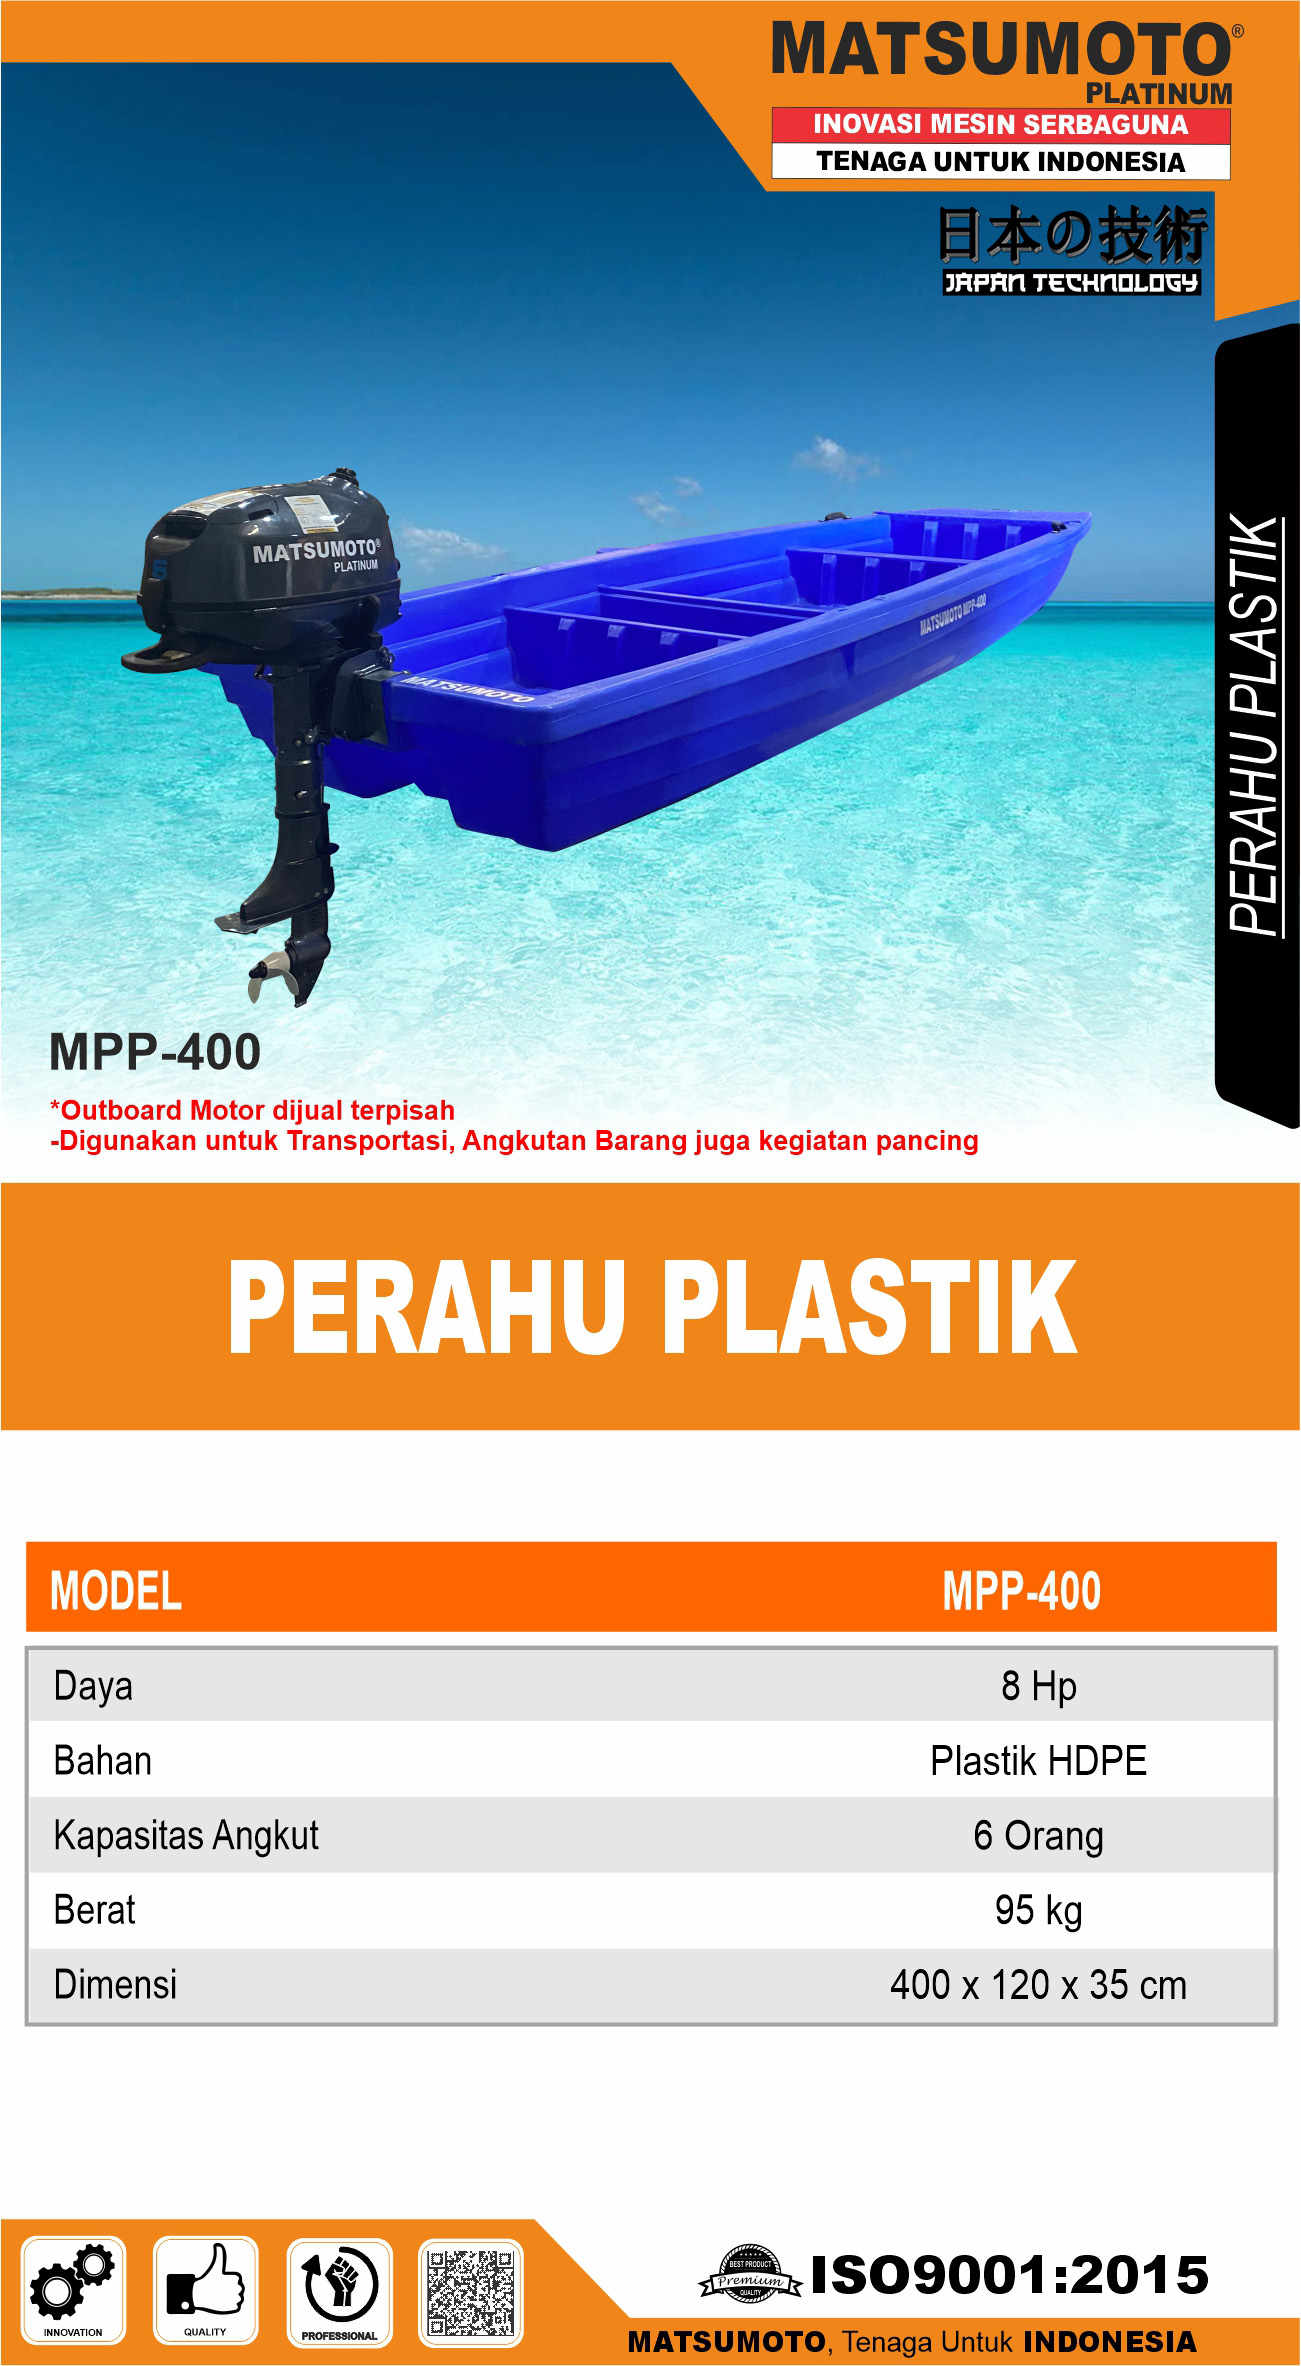 MATSUMOTO®
PLATINUM
INOVASI MESIN SERBAGUNA
TENAGA UNTUK INDONESIA
日本の技術
JAPAN TECHNOLOGY
PERAHU PLASTIK
MATSUMOTO®
PLATINUM
6
MATSUMOTO
MATSUMOTO MPP-400
MPP-400
*Outboard Motor dijual terpisah
-Digunakan untuk Transportasi, Angkutan Barang juga kegiatan pancing
PERAHU PLASTIK
MODEL MPP-400
Daya 8 Hp
Bahan Plastik HDPE
Kapasitas Angkut 6 Orang
Berat 95 kg
Dimensi 400 x 120 x 35 cm
INNOVATION
QUALITY
PROFESSIONAL
BEST PRODUCT
Premium
QUALITY
ISO9001:2015
MATSUMOTO, Tenaga Untuk INDONESIA